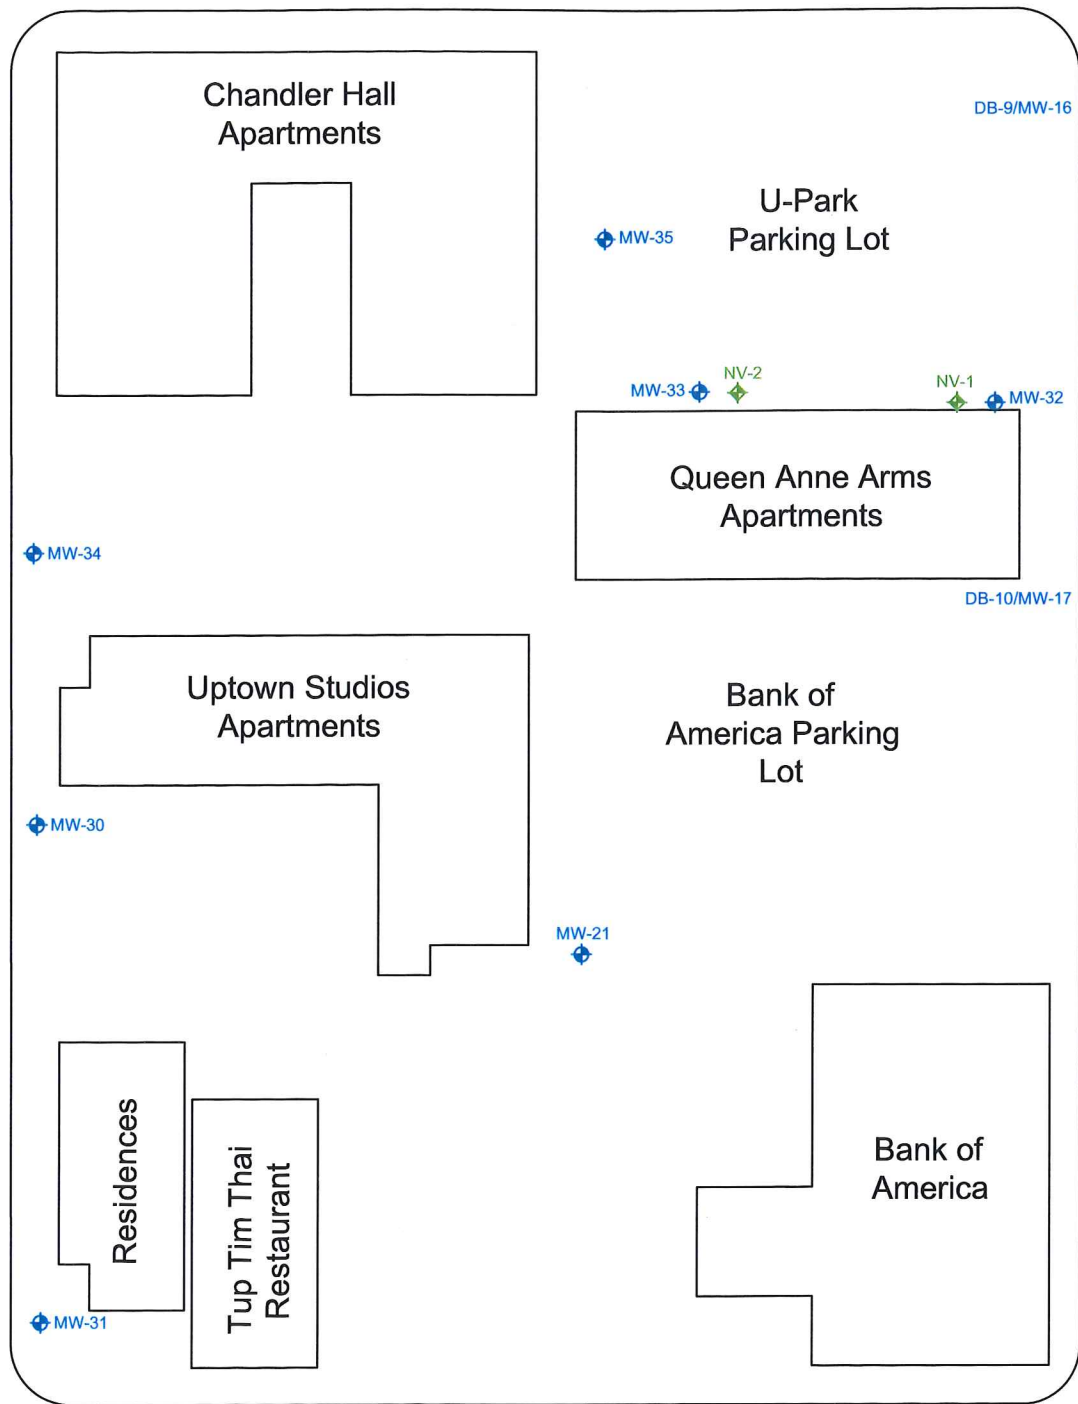 Chandler Hall
Apartments
DB-9/MW-16
U-Park
Parking Lot
MW-35
NV-2
MW-33
NV-1
MW-32
Queen Anne Arms
Apartments
MW-34
DB-10/MW-17
Uptown Studios
Apartments
Bank of
America Parking
Lot
MW-30
MW-21
Residences
Tup Tim Thai
Restaurant
Bank of
America
MW-31